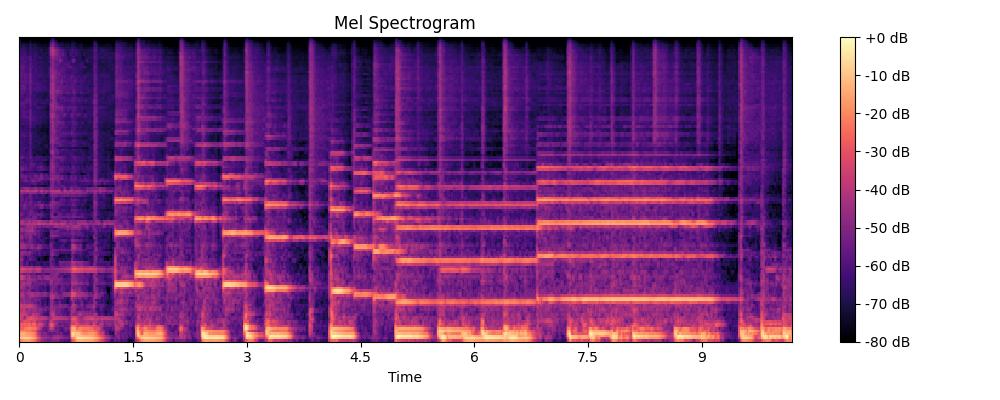 Mel Spectrogram
+0 dB
-10 dB
-20 dB
-30 dB
-40 dB
-50 dB
-60 dB
-70 dB
-80 dB
0 1.5 3 4.5 6 7.5 9
Time